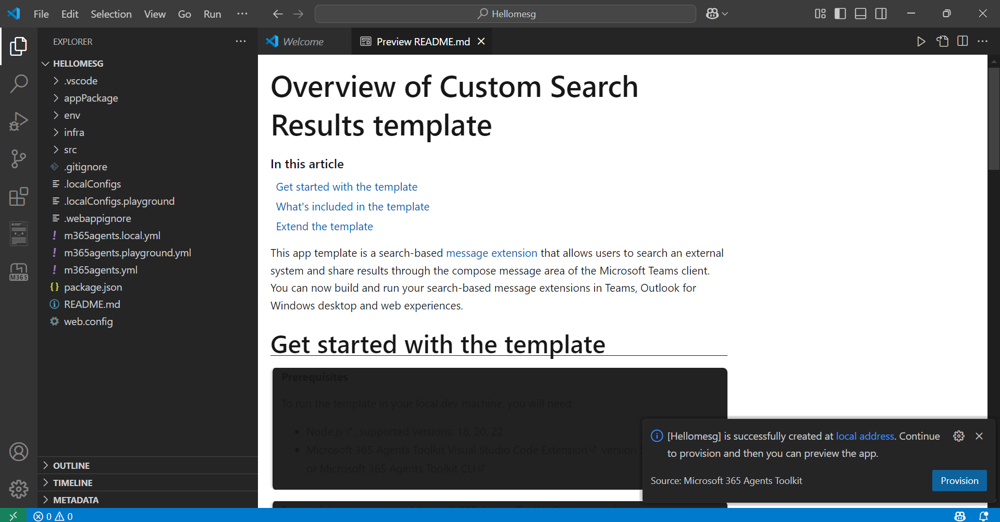 File Edit Selection View Go Run ··· Hellomesg
EXPLORER ···
HELLOMESG
.vscode
appPackage
env
infra
src
.gitignore
.localConfigs
.localConfigs.playground
.webappignore
m365agents.local.yml
m365agents.playground.yml
m365agents.yml
package.json
README.md
web.config
OUTLINE
TIMELINE
METADATA
Welcome
Preview README.md
Overview of Custom Search
Results template
In this article
Get started with the template
What's included in the template
Extend the template
This app template is a search-based message extension that allows users to search an external
system and share results through the compose message area of the Microsoft Teams client.
You can now build and run your search-based message extensions in Teams, Outlook for
Windows desktop and web experiences.
Get started with the template
Prerequisites
To run the template in your local dev machine, you will need:
Node.js, supported versions: 18, 20, 22
Microsoft 365 Agents Toolkit Visual Studio Code Extension version
or Microsoft 365 Agents Toolkit CLI
[Hellomesg] is successfully created at local address. Continue
to provision and then you can preview the app.
Source: Microsoft 365 Agents Toolkit
Provision
M365
0 0